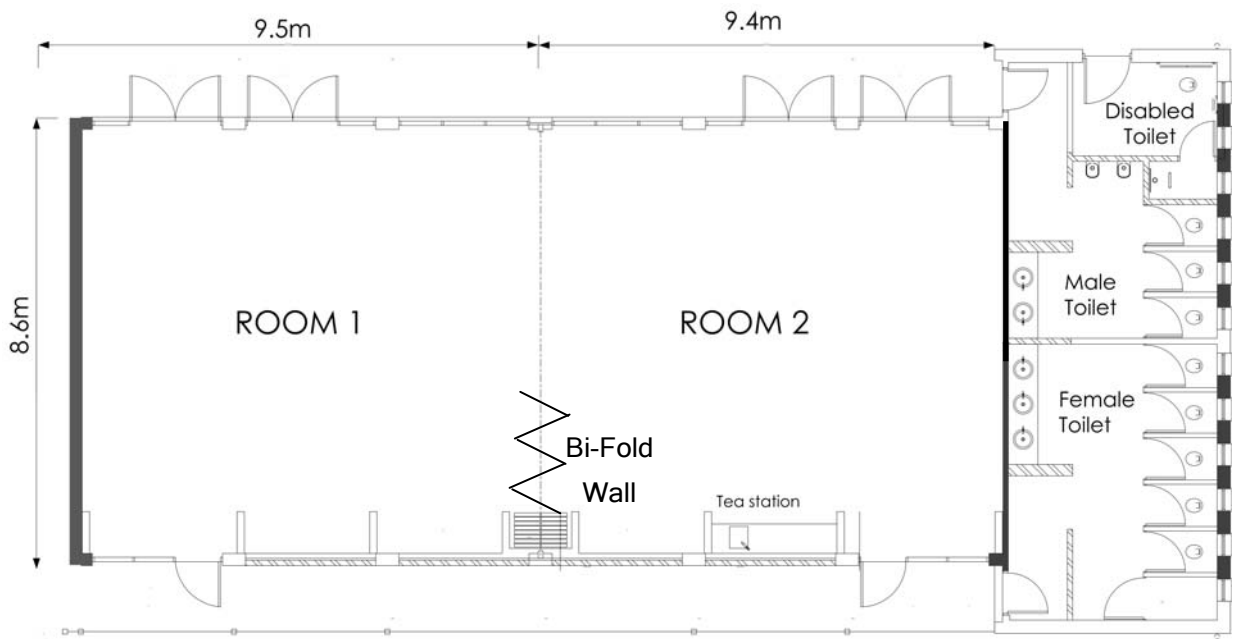 9.5m
9.4m
Disabled
Toilet
8.6m
ROOM 1
ROOM 2
Male
Toilet
Bi-Fold
Wall
Female
Toilet
Tea station